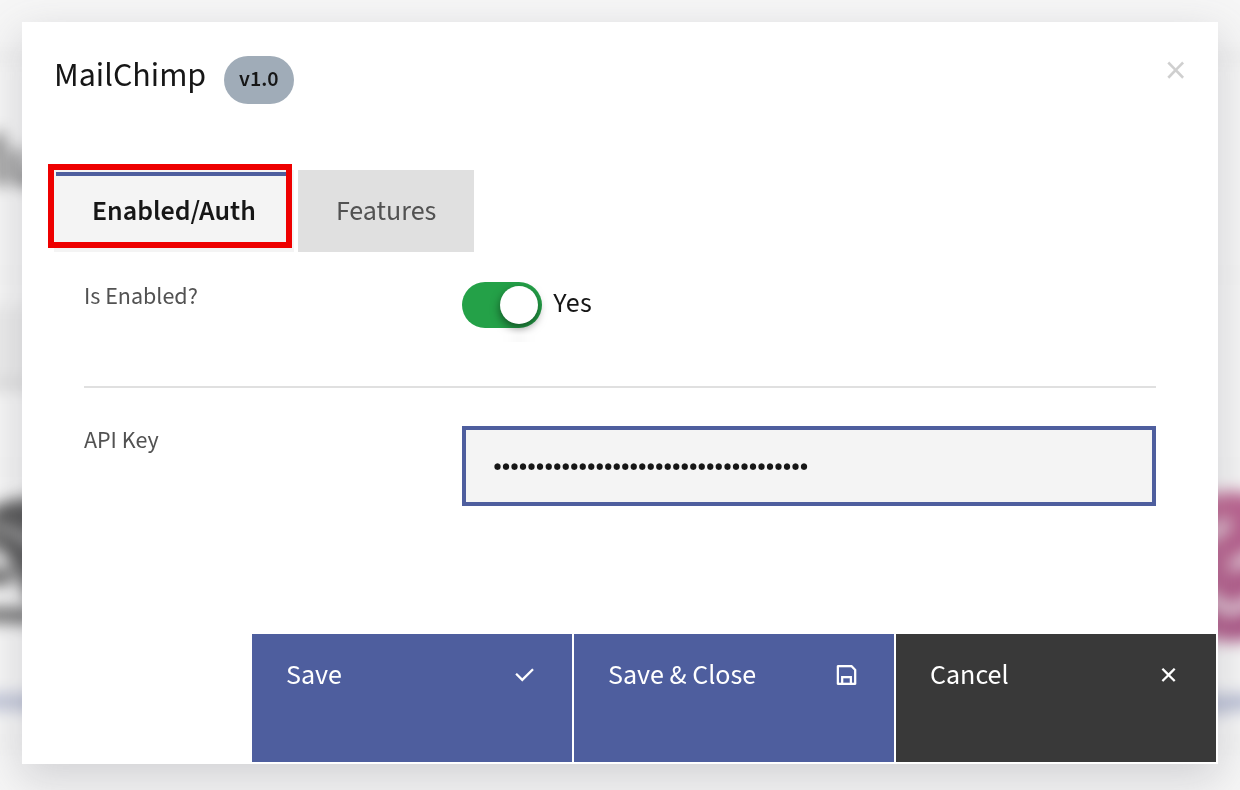 MailChimp v1.0
Enabled/Auth Features
Is Enabled? Yes
API Key •••••••••••••••••••••••••••••••••••••
Save Save & Close Cancel